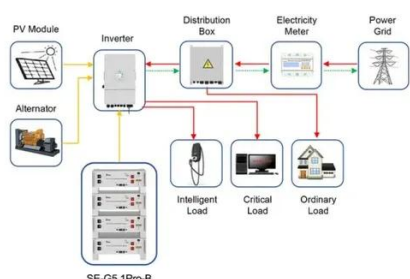 PV Module
Inverter
Distribution
Box
Electricity
Meter
Power
Grid
Alternator
Intelligent
Load
Critical
Load
Ordinary
Load
SE-G5.1Pro-B